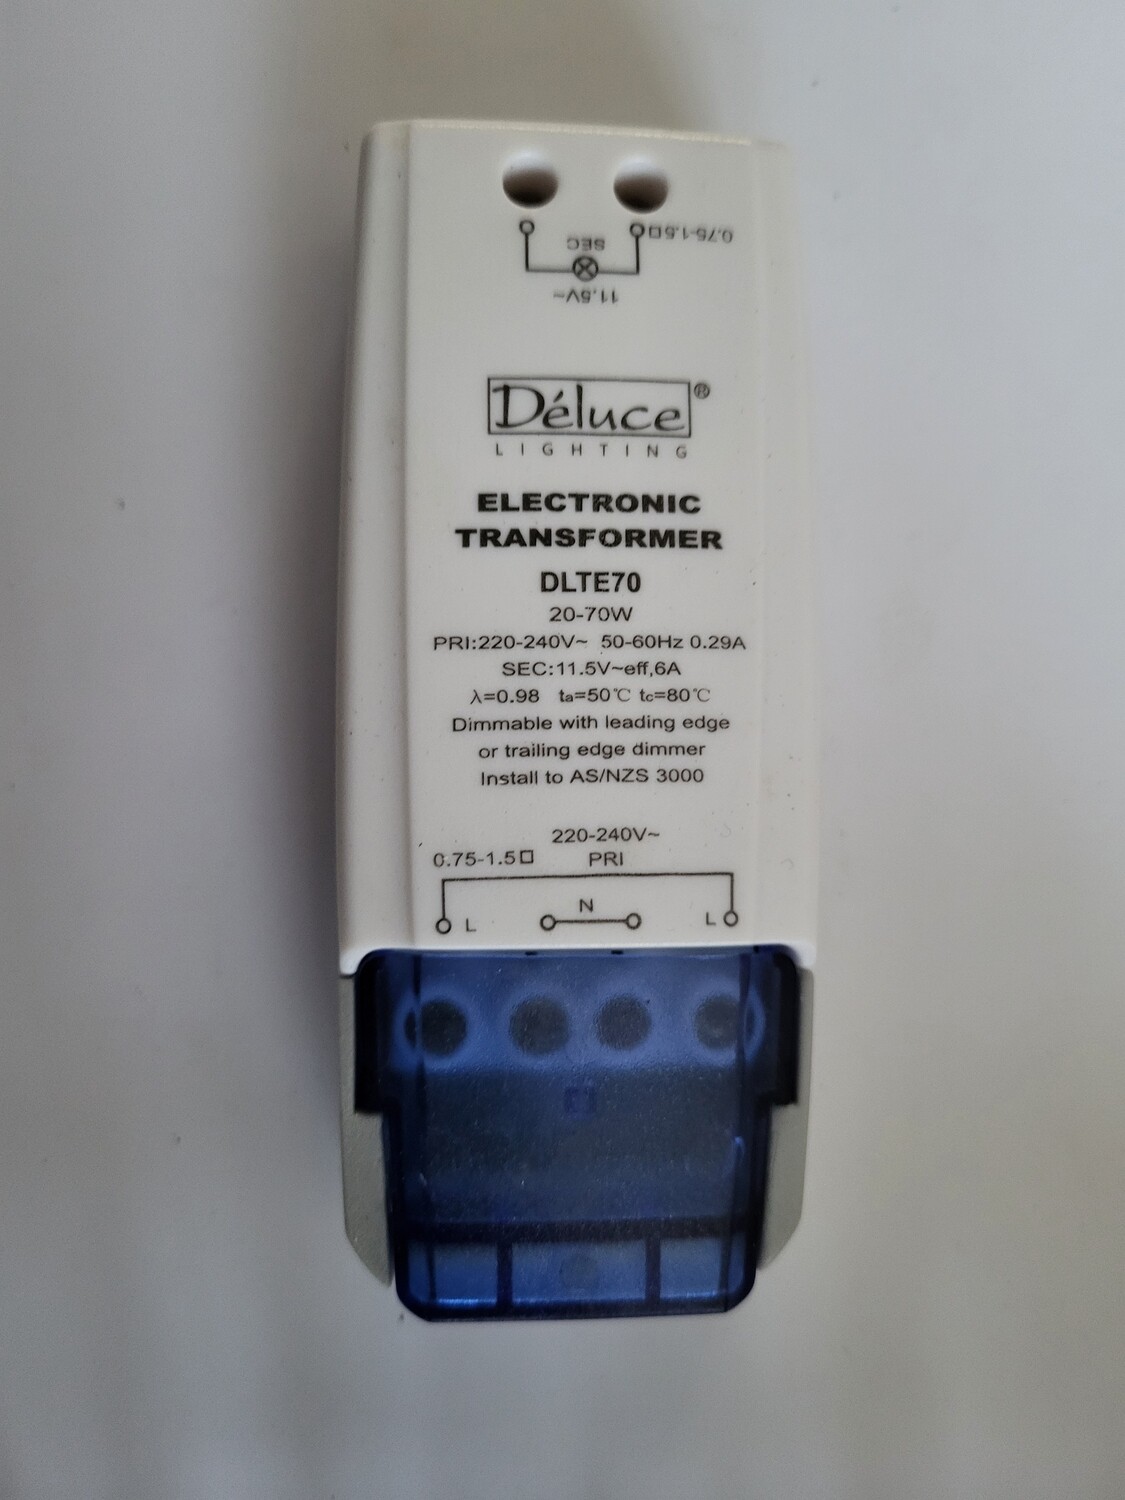 0.75-1.5□
SEC
11.5V~
Déluce®
LIGHTING
ELECTRONIC
TRANSFORMER
DLTE70
20-70W
PRI:220-240V~ 50-60Hz 0.29A
SEC:11.5V~eff,6A
λ=0.98 ta=50℃ tc=80℃
Dimmable with leading edge
or trailing edge dimmer
Install to AS/NZS 3000
220-240V~
0.75-1.5□ PRI
N
L L